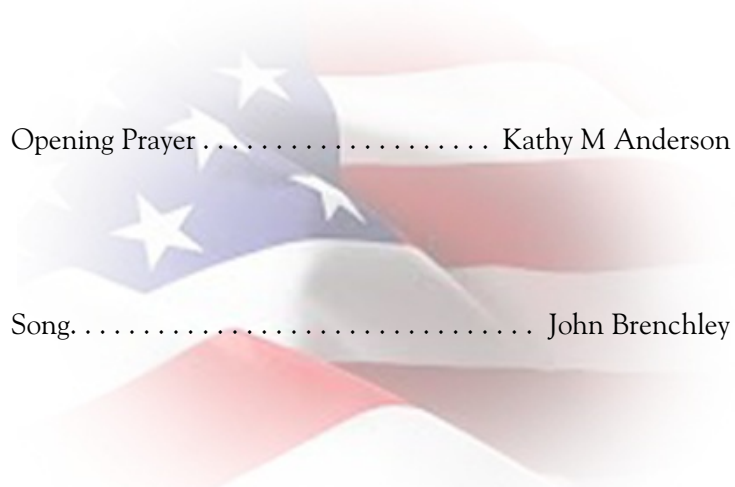 Opening Prayer . . . . . . . . . . . . . . . . . . . . Kathy M Anderson
Song. . . . . . . . . . . . . . . . . . . . . . . . . . . . . . . . John Brenchley